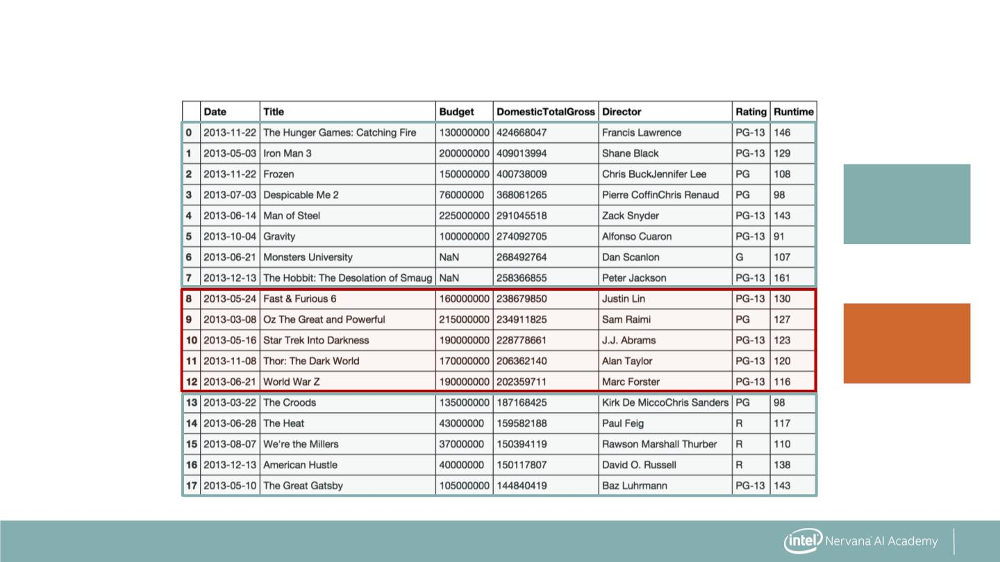 Date Title Budget DomesticTotalGross Director Rating Runtime
0 2013-11-22 The Hunger Games: Catching Fire 130000000 424668047 Francis Lawrence PG-13 146
1 2013-05-03 Iron Man 3 200000000 409013994 Shane Black PG-13 129
2 2013-11-22 Frozen 150000000 400738009 Chris BuckJennifer Lee PG 108
3 2013-07-03 Despicable Me 2 76000000 368061265 Pierre CoffinChris Renaud PG 98
4 2013-06-14 Man of Steel 225000000 291045518 Zack Snyder PG-13 143
5 2013-10-04 Gravity 100000000 274092705 Alfonso Cuaron PG-13 91
6 2013-06-21 Monsters University NaN 268492764 Dan Scanlon G 107
7 2013-12-13 The Hobbit: The Desolation of Smaug NaN 258366855 Peter Jackson PG-13 161
8 2013-05-24 Fast & Furious 6 160000000 238679850 Justin Lin PG-13 130
9 2013-03-08 Oz The Great and Powerful 215000000 234911825 Sam Raimi PG 127
10 2013-05-16 Star Trek Into Darkness 190000000 228778661 J.J. Abrams PG-13 123
11 2013-11-08 Thor: The Dark World 170000000 206362140 Alan Taylor PG-13 120
12 2013-06-21 World War Z 190000000 202359711 Marc Forster PG-13 116
13 2013-03-22 The Croods 135000000 187168425 Kirk De MiccoChris Sanders PG 98
14 2013-06-28 The Heat 43000000 159582188 Paul Feig R 117
15 2013-08-07 We're the Millers 37000000 150394119 Rawson Marshall Thurber R 110
16 2013-12-13 American Hustle 40000000 150117807 David O. Russell R 138
17 2013-05-10 The Great Gatsby 105000000 144840419 Baz Luhrmann PG-13 143
intel Nervana AI Academy